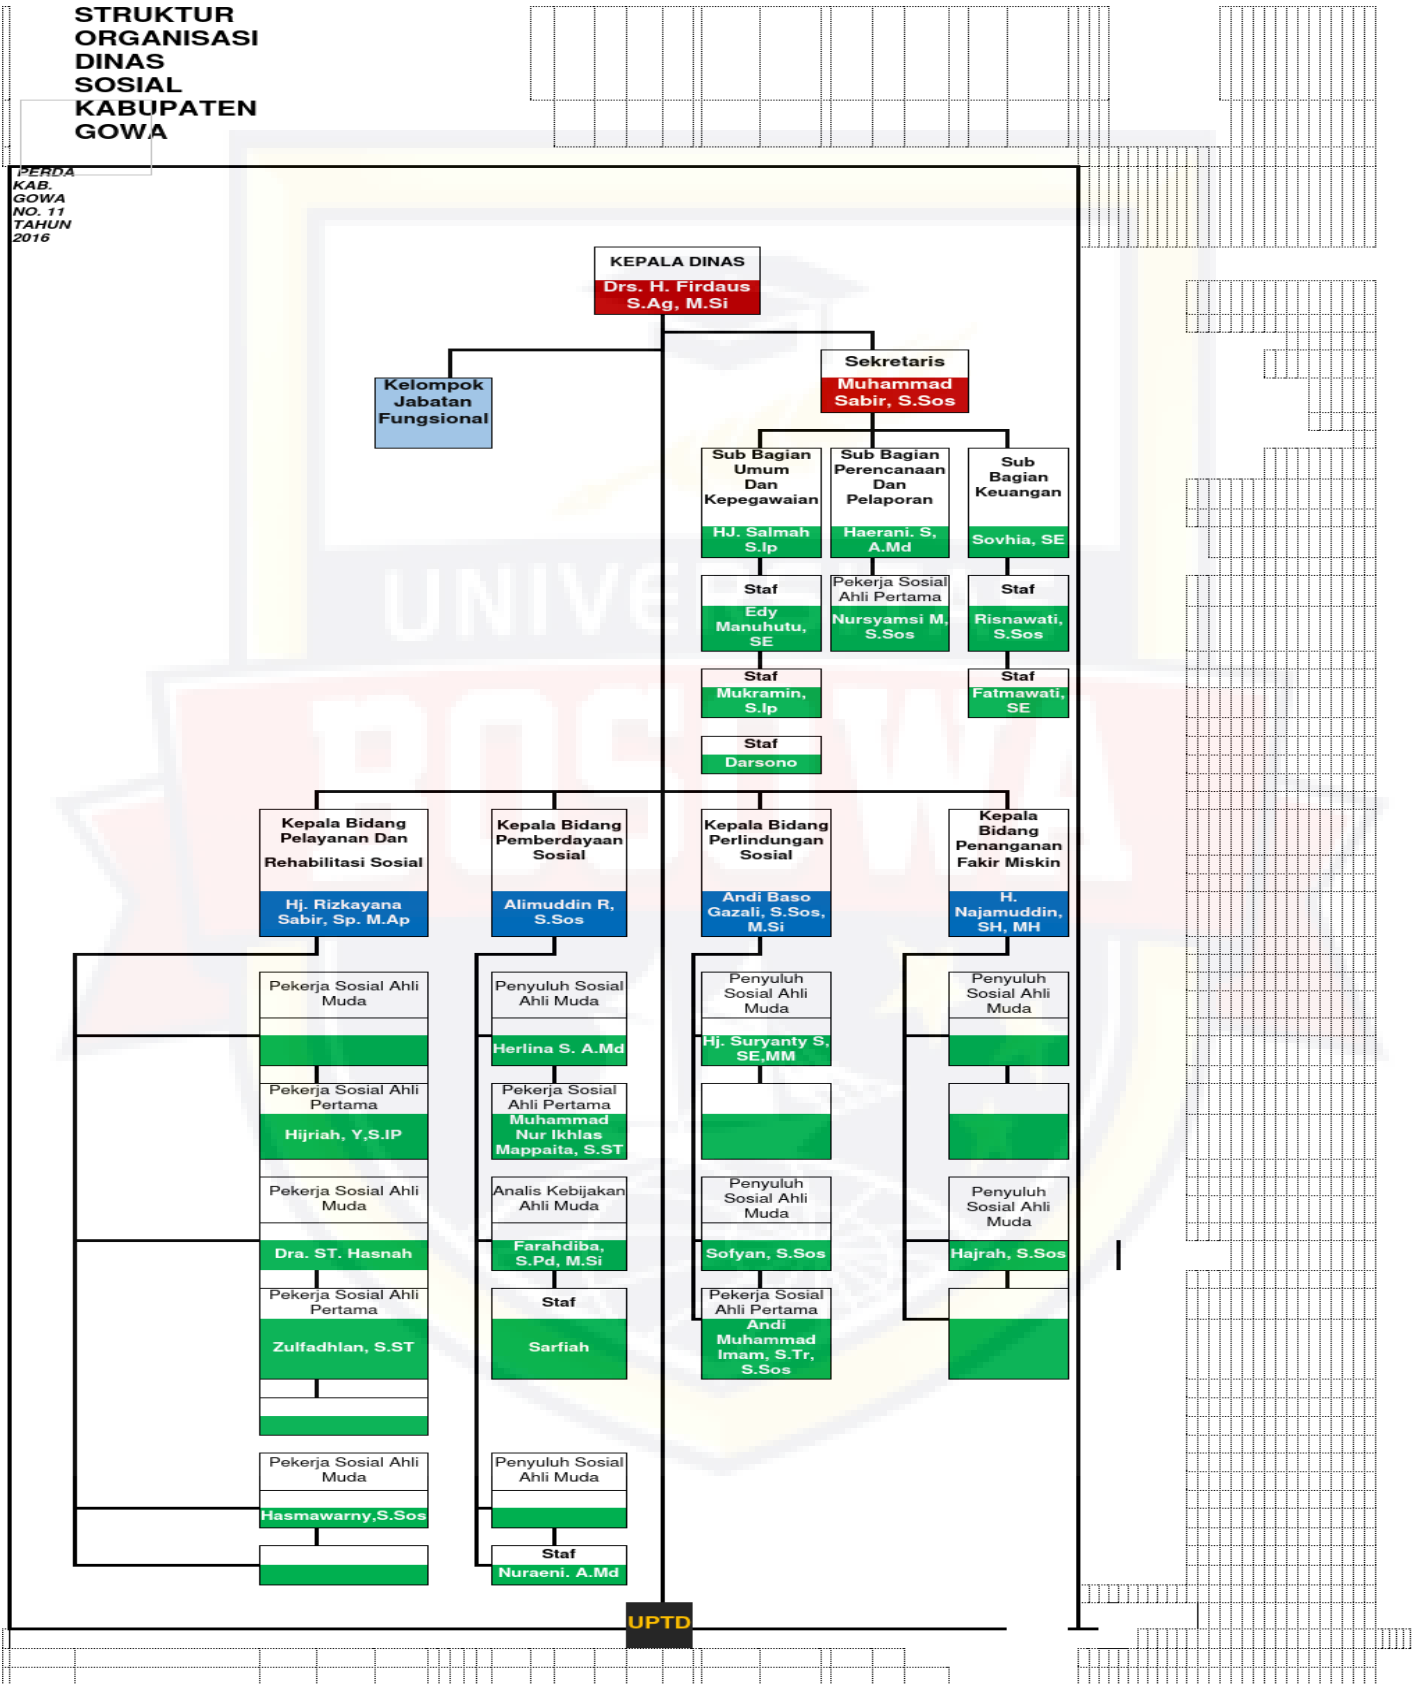 STRUKTUR
ORGANISASI
DINAS
SOSIAL
KABUPATEN
GOWA
PERDA
KAB.
GOWA
NO. 11
TAHUN
2016
KEPALA DINAS
Drs. H. Firdaus
S.Ag, M.Si
Sekretaris
Muhammad
Sabir, S.Sos
Kelompok
Jabatan
Fungsional
Sub Bagian
Umum
Dan
Kepegawaian
HJ. Salmah
S.Ip
Sub Bagian
Perencanaan
Dan
Pelaporan
Haerani. S,
A.Md
Sub
Bagian
Keuangan
Sovhia, SE
Staf
Edy
Manuhutu,
SE
Pekerja Sosial
Ahli Pertama
Nursyamsi M,
S.Sos
Staf
Risnawati,
S.Sos
Staf
Mukramin,
S.Ip
Staf
Fatmawati,
SE
Staf
Darsono
UNIVERSITAS
BOSOWA
Kepala Bidang
Pelayanan Dan
Rehabilitasi Sosial
Hj. Rizkayana
Sabir, Sp. M.Ap
Kepala Bidang
Pemberdayaan
Sosial
Alimuddin R,
S.Sos
Kepala Bidang
Perlindungan
Sosial
Andi Baso
Gazali, S.Sos,
M.Si
Kepala
Bidang
Penanganan
Fakir Miskin
H.
Najamuddin,
SH, MH
Pekerja Sosial Ahli
Muda
Penyuluh Sosial
Ahli Muda
Herlina S. A.Md
Penyuluh
Sosial Ahli
Muda
Hj. Suryanty S,
SE,MM
Penyuluh
Sosial Ahli
Muda
Pekerja Sosial Ahli
Pertama
Hijriah, Y,S.IP
Pekerja Sosial
Ahli Pertama
Muhammad
Nur Ikhlas
Mappaita, S.ST
Pekerja Sosial Ahli
Muda
Dra. ST. Hasnah
Analis Kebijakan
Ahli Muda
Farahdiba,
S.Pd, M.Si
Penyuluh
Sosial Ahli
Muda
Sofyan, S.Sos
Penyuluh
Sosial Ahli
Muda
Hajrah, S.Sos
Pekerja Sosial Ahli
Pertama
Zulfadhlan, S.ST
Staf
Sarfiah
Pekerja Sosial
Ahli Pertama
Andi
Muhammad
Imam, S.Tr,
S.Sos
Pekerja Sosial Ahli
Muda
Hasmawarny,S.Sos
Penyuluh Sosial
Ahli Muda
Staf
Nuraeni. A.Md
UPTD